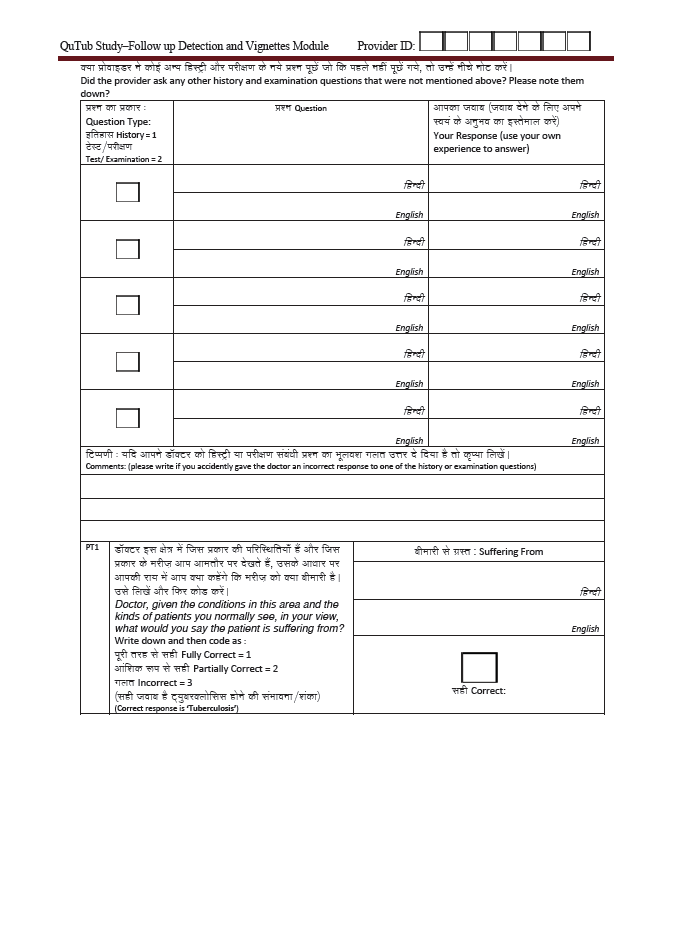 QuTub Study–Follow up Detection and Vignettes Module Provider ID:
क्या प्रोवाइडर ने कोई अन्य हिस्ट्री और परीक्षण के नये प्रश्न पूछें जो कि पहले नहीं पूछें गये, तो उन्हें नीचे नोट करें|
Did the provider ask any other history and examination questions that were not mentioned above? Please note them
down?
प्रश्न का प्रकार :
Question Type:
इतिहास History = 1
टेस्ट/परीक्षण
Test/ Examination = 2
प्रश्न Question
आपका जवाब (जवाब देने के लिए अपने
स्वयं के अनुभव का इस्तेमाल करें)
Your Response (use your own
experience to answer)
हिन्दी हिन्दी
English English
हिन्दी हिन्दी
English English
हिन्दी हिन्दी
English English
हिन्दी हिन्दी
English English
हिन्दी हिन्दी
English English
टिप्पणी : यदि आपने डॉक्टर को हिस्ट्री या परीक्षण संबंधी प्रश्न का भूलवश गलत उत्तर दे दिया है तो कृप्या लिखें|
Comments: (please write if you accidently gave the doctor an incorrect response to one of the history or examination questions)
PT1
डॉक्टर इस क्षेत्र में जिस प्रकार की परिस्थितियाँ हैं और जिस
प्रकार के मरीज़ आप आमतौर पर देखते हैं, उसके आधार पर
आपकी राय में आप क्या कहेंगे कि मरीज़ को क्या बीमारी है|
उसे लिखें और फिर कोड करें|
Doctor, given the conditions in this area and the
kinds of patients you normally see, in your view,
what would you say the patient is suffering from?
Write down and then code as :
पूरी तरह से सही Fully Correct = 1
आंशिक रूप से सही Partially Correct = 2
गलत Incorrect = 3
(सही जवाब है ट्युबरक्लोसिस होने की संभावना/शंका)
(Correct response is ‘Tuberculosis’)
बीमारी से ग्रस्त : Suffering From
हिन्दी
English
सही Correct: